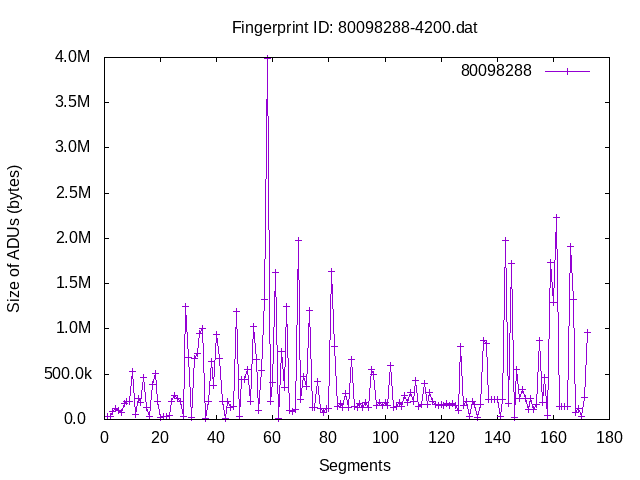 Fingerprint ID: 80098288-4200.dat
80098288
Size of ADUs (bytes)
4.0M
3.5M
3.0M
2.5M
2.0M
1.5M
1.0M
500.0k
0.0
0 20 40 60 80 100 120 140 160 180
Segments